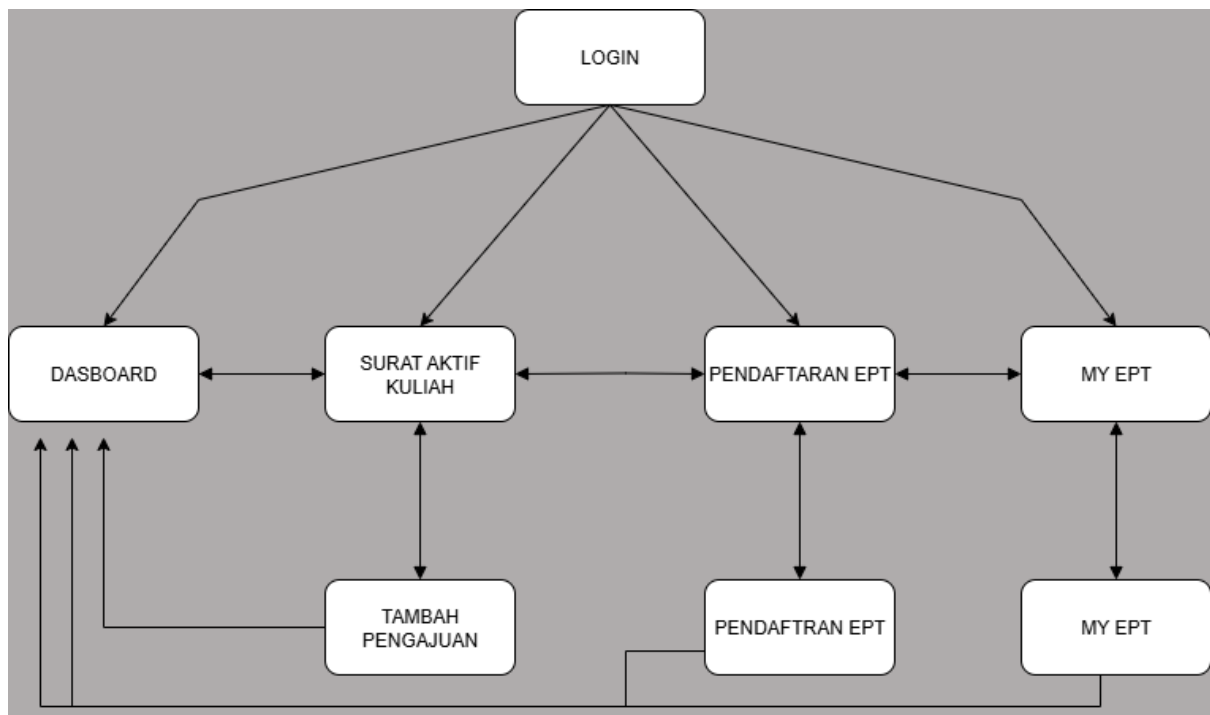 LOGIN
DASBOARD
SURAT AKTIF
KULIAH
PENDAFTARAN EPT
MY EPT
TAMBAH
PENGAJUAN
PENDAFTRAN EPT
MY EPT